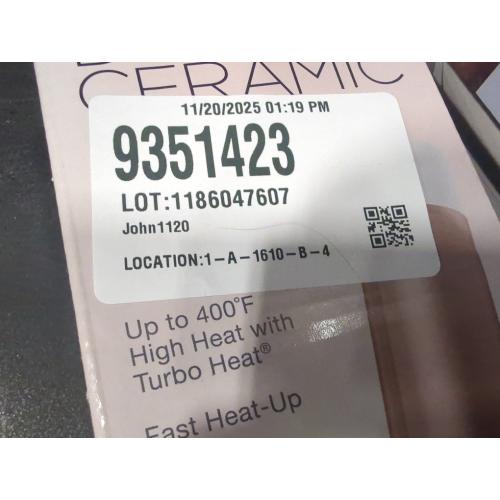 CERAMIC
11/20/2025 01:19 PM
9351423
LOT:1186047607
John1120
LOCATION:1-A-1610-B-4
Up to 400°F
High Heat with
Turbo Heat®
Fast Heat-Up